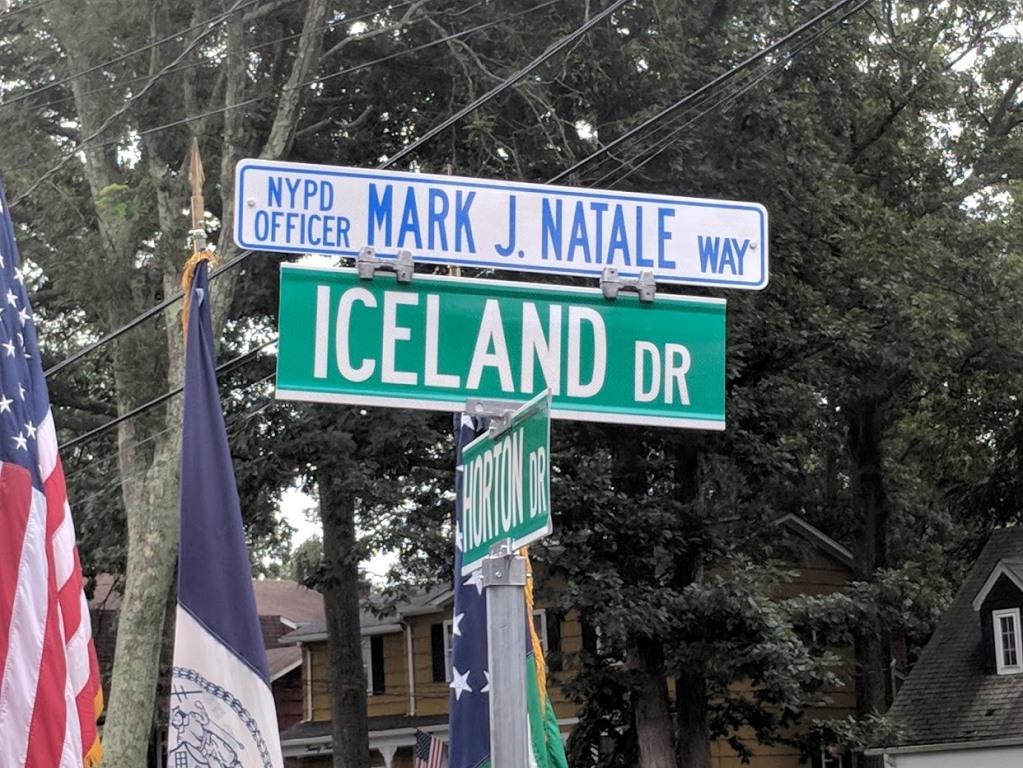 NYPD
OFFICER MARK J. NATALE WAY
ICELAND DR
HORTON DR